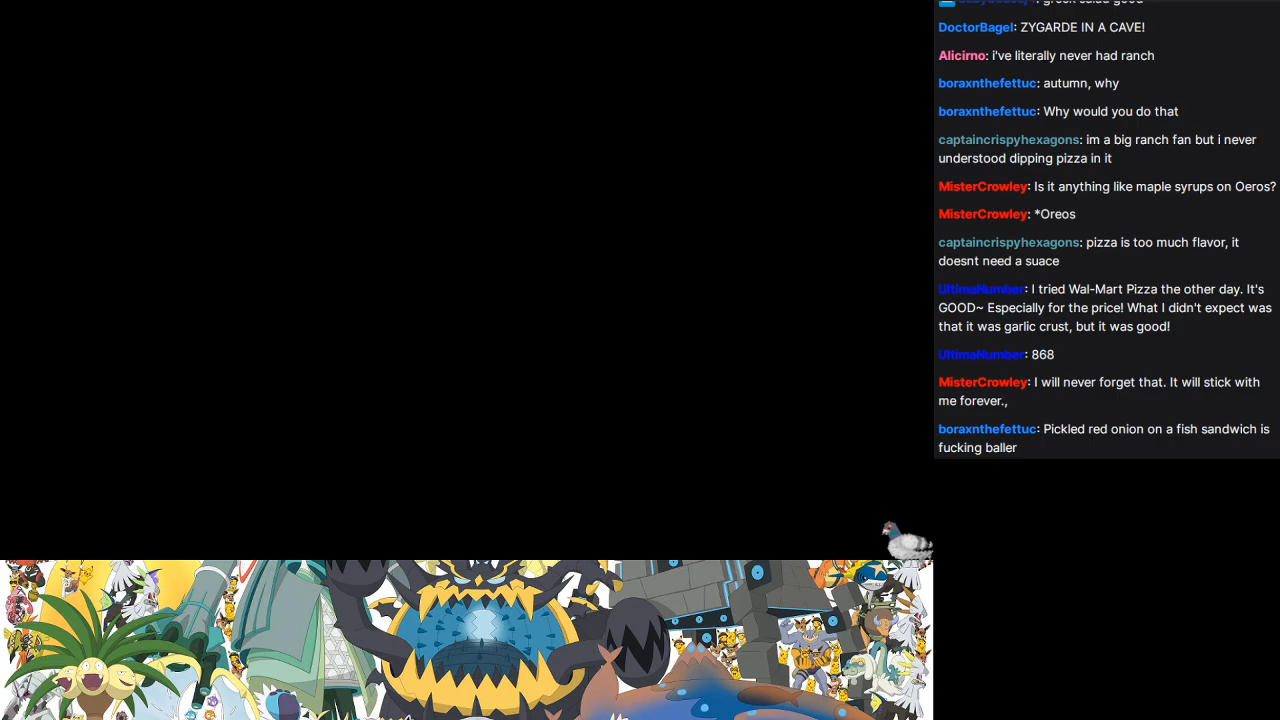 DoctorBagel: ZYGARDE IN A CAVE!
Alicirno: i've literally never had ranch
boraxnthefettuc: autumn, why
boraxnthefettuc: Why would you do that
captaincrispyhexagons: im a big ranch fan but i never
understood dipping pizza in it
MisterCrowley: Is it anything like maple syrups on Oeros?
MisterCrowley: *Oreos
captaincrispyhexagons: pizza is too much flavor, it
doesnt need a suace
UltimaNumber: I tried Wal-Mart Pizza the other day. It's
GOOD~ Especially for the price! What I didn't expect was
that it was garlic crust, but it was good!
UltimaNumber: 868
MisterCrowley: I will never forget that. It will stick with
me forever.,
boraxnthefettuc: Pickled red onion on a fish sandwich is
fucking baller